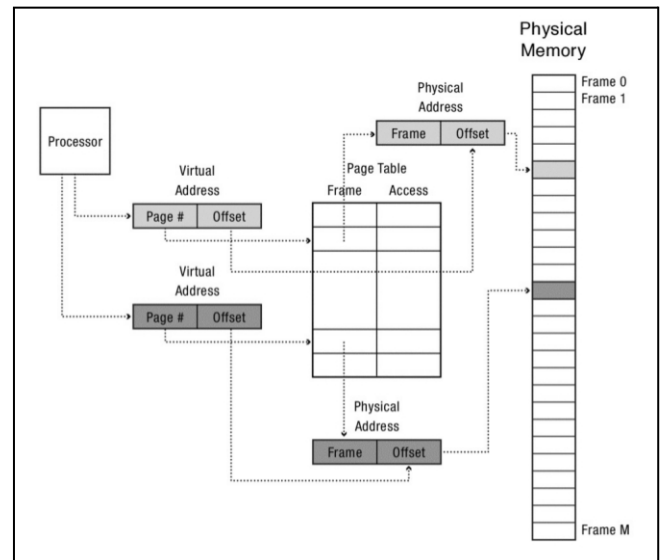 Physical
Memory
Frame 0
Frame 1
Physical
Address
Frame Offset
Processor
Virtual
Address
Page # Offset
Page Table
Frame Access
Virtual
Address
Page # Offset
Physical
Address
Frame Offset
Frame M